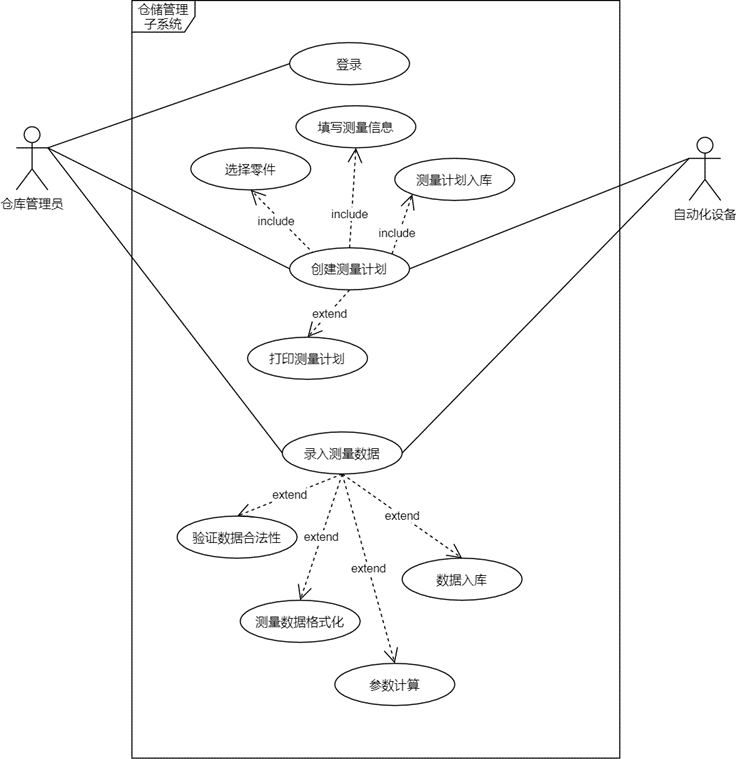 仓储管理
子系统
登录
填写测量信息
选择零件
测量计划入库
仓库管理员
自动化设备
include
include
include
创建测量计划
extend
打印测量计划
录入测量数据
extend
extend
extend
extend
验证数据合法性
数据入库
测量数据格式化
参数计算